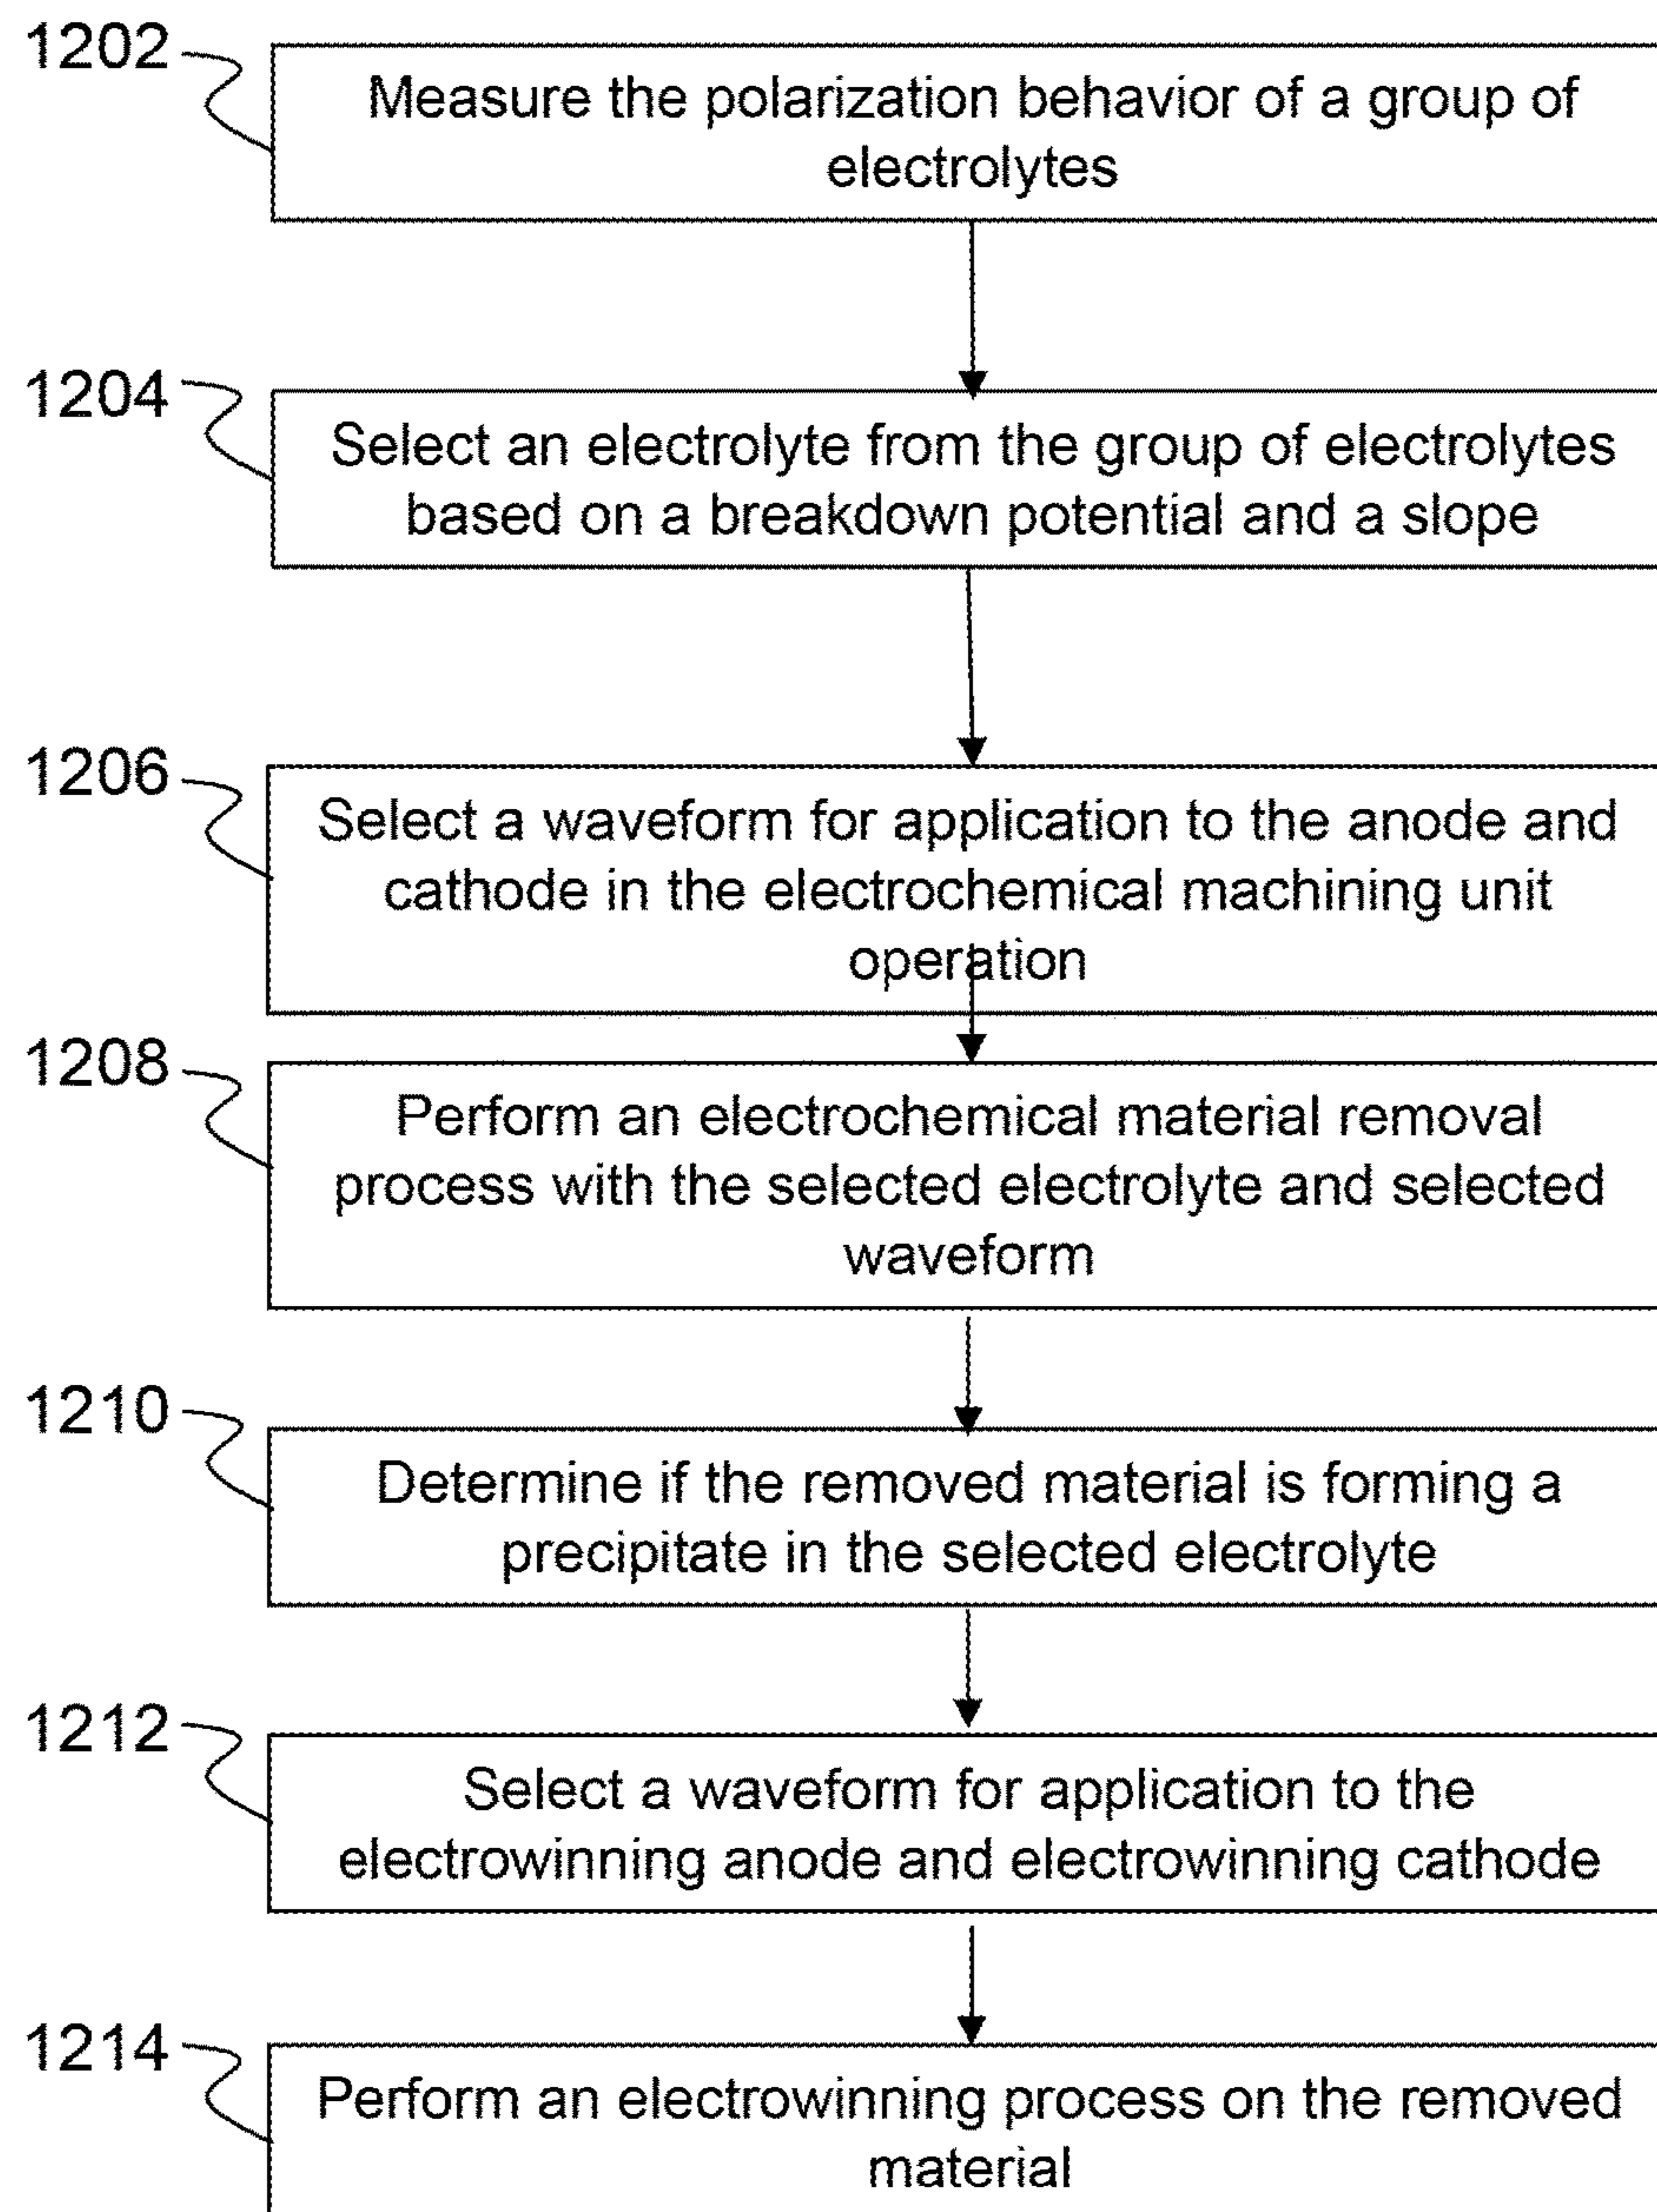 1202
Measure the polarization behavior of a group of
electrolytes
1204
Select an electrolyte from the group of electrolytes
based on a breakdown potential and a slope
1206
Select a waveform for application to the anode and
cathode in the electrochemical machining unit
operation
1208
Perform an electrochemical material removal
process with the selected electrolyte and selected
waveform
1210
Determine if the removed material is forming a
precipitate in the selected electrolyte
1212
Select a waveform for application to the
electrowinning anode and electrowinning cathode
1214
Perform an electrowinning process on the removed
material